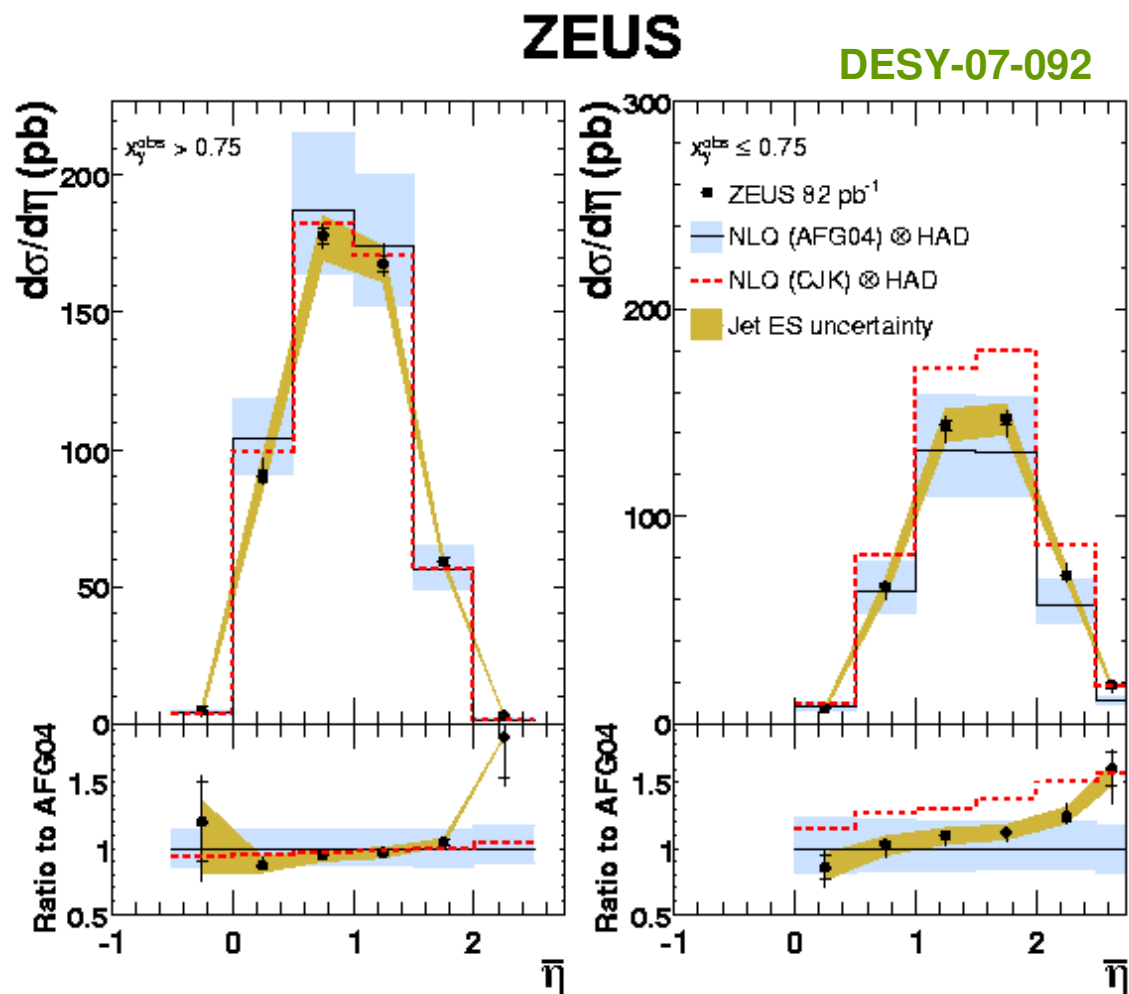 ZEUS
DESY-07-092
dσ/dη̅ (pb)
x_γ^obs > 0.75
200
150
100
50
0
Ratio to AFG04
1.5
1
0.5
-1 0 1 2
η̅
dσ/dη̅ (pb)
300
200
100
0
x_γ^obs ≤ 0.75
ZEUS 82 pb⁻¹
NLO (AFG04) ⊗ HAD
NLO (CJK) ⊗ HAD
Jet ES uncertainty
Ratio to AFG04
1.5
1
0.5
-1 0 1 2
η̅